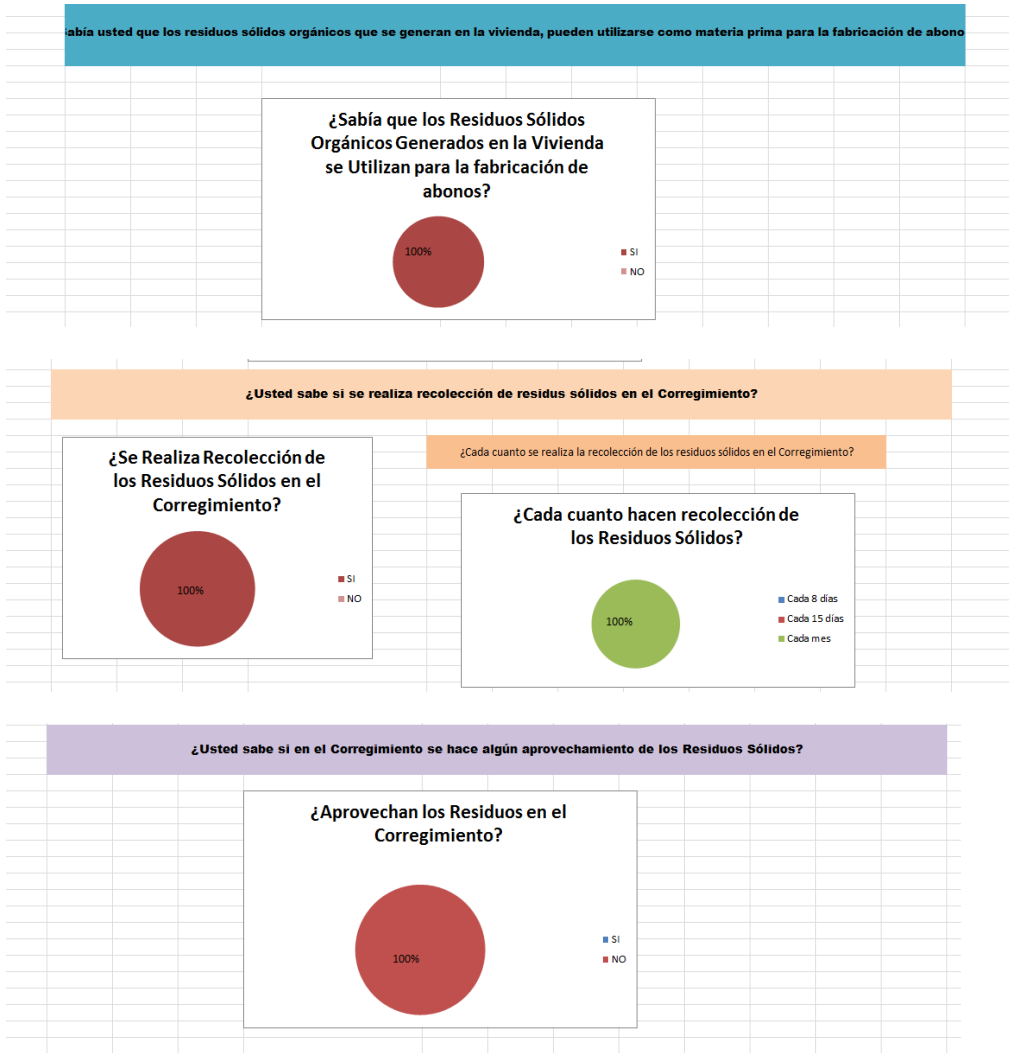 abía usted que los residuos sólidos orgánicos que se generan en la vivienda, pueden utilizarse como materia prima para la fabricación de abono
¿Sabía que los Residuos Sólidos
Orgánicos Generados en la Vivienda
se Utilizan para la fabricación de
abonos?
100%
SI
NO
¿Usted sabe si se realiza recolección de residus sólidos en el Corregimiento?
¿Se Realiza Recolección de
los Residuos Sólidos en el
Corregimiento?
100%
SI
NO
¿Cada cuanto se realiza la recolección de los residuos sólidos en el Corregimiento?
¿Cada cuanto hacen recolección de
los Residuos Sólidos?
100%
Cada 8 días
Cada 15 días
Cada mes
¿Usted sabe si en el Corregimiento se hace algún aprovechamiento de los Residuos Sólidos?
¿Aprovechan los Residuos en el
Corregimiento?
100%
SI
NO